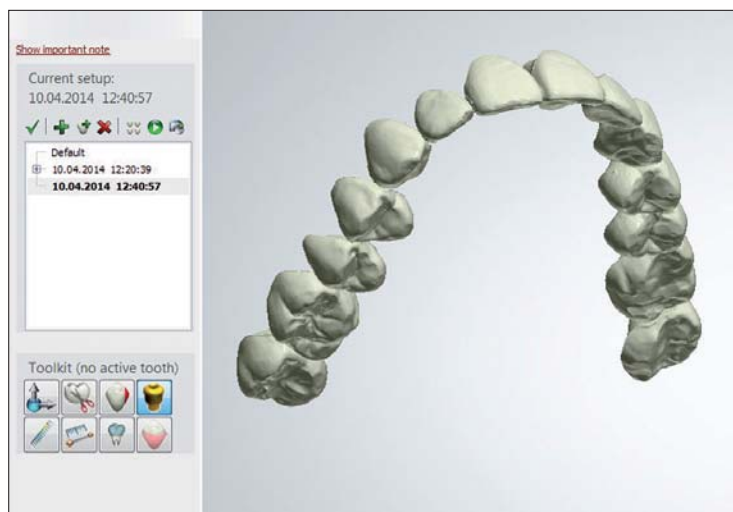 Show important note
Current setup:
10.04.2014 12:40:57
Default
10.04.2014 12:20:39
10.04.2014 12:40:57
Toolkit (no active tooth)